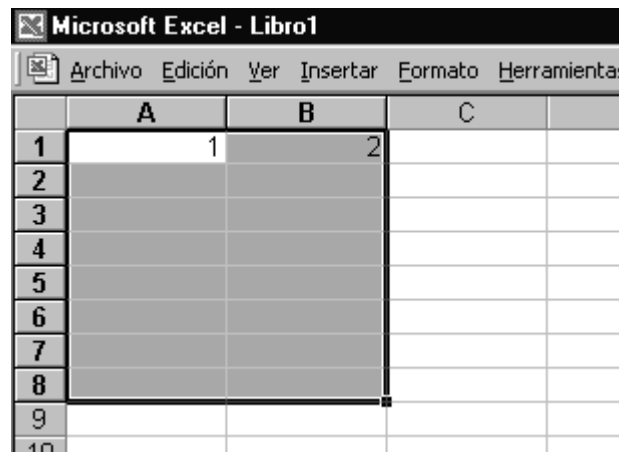 Microsoft Excel - Libro1
Archivo Edición Ver Insertar Formato Herramientas
A B C
1 1 2
2
3
4
5
6
7
8
9
10